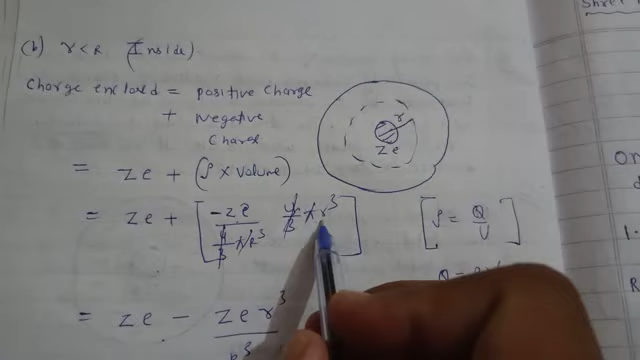 (b) r < R (Inside)
Charge enclosed = positive charge
+ Negative
Charge
= Ze + (ρ × volume)
= Ze + [ -Ze / 4/3 πR³ 4/3 πr³ ] [ ρ = Q/V ]
= Ze - Zer³ / R³
r
Ze